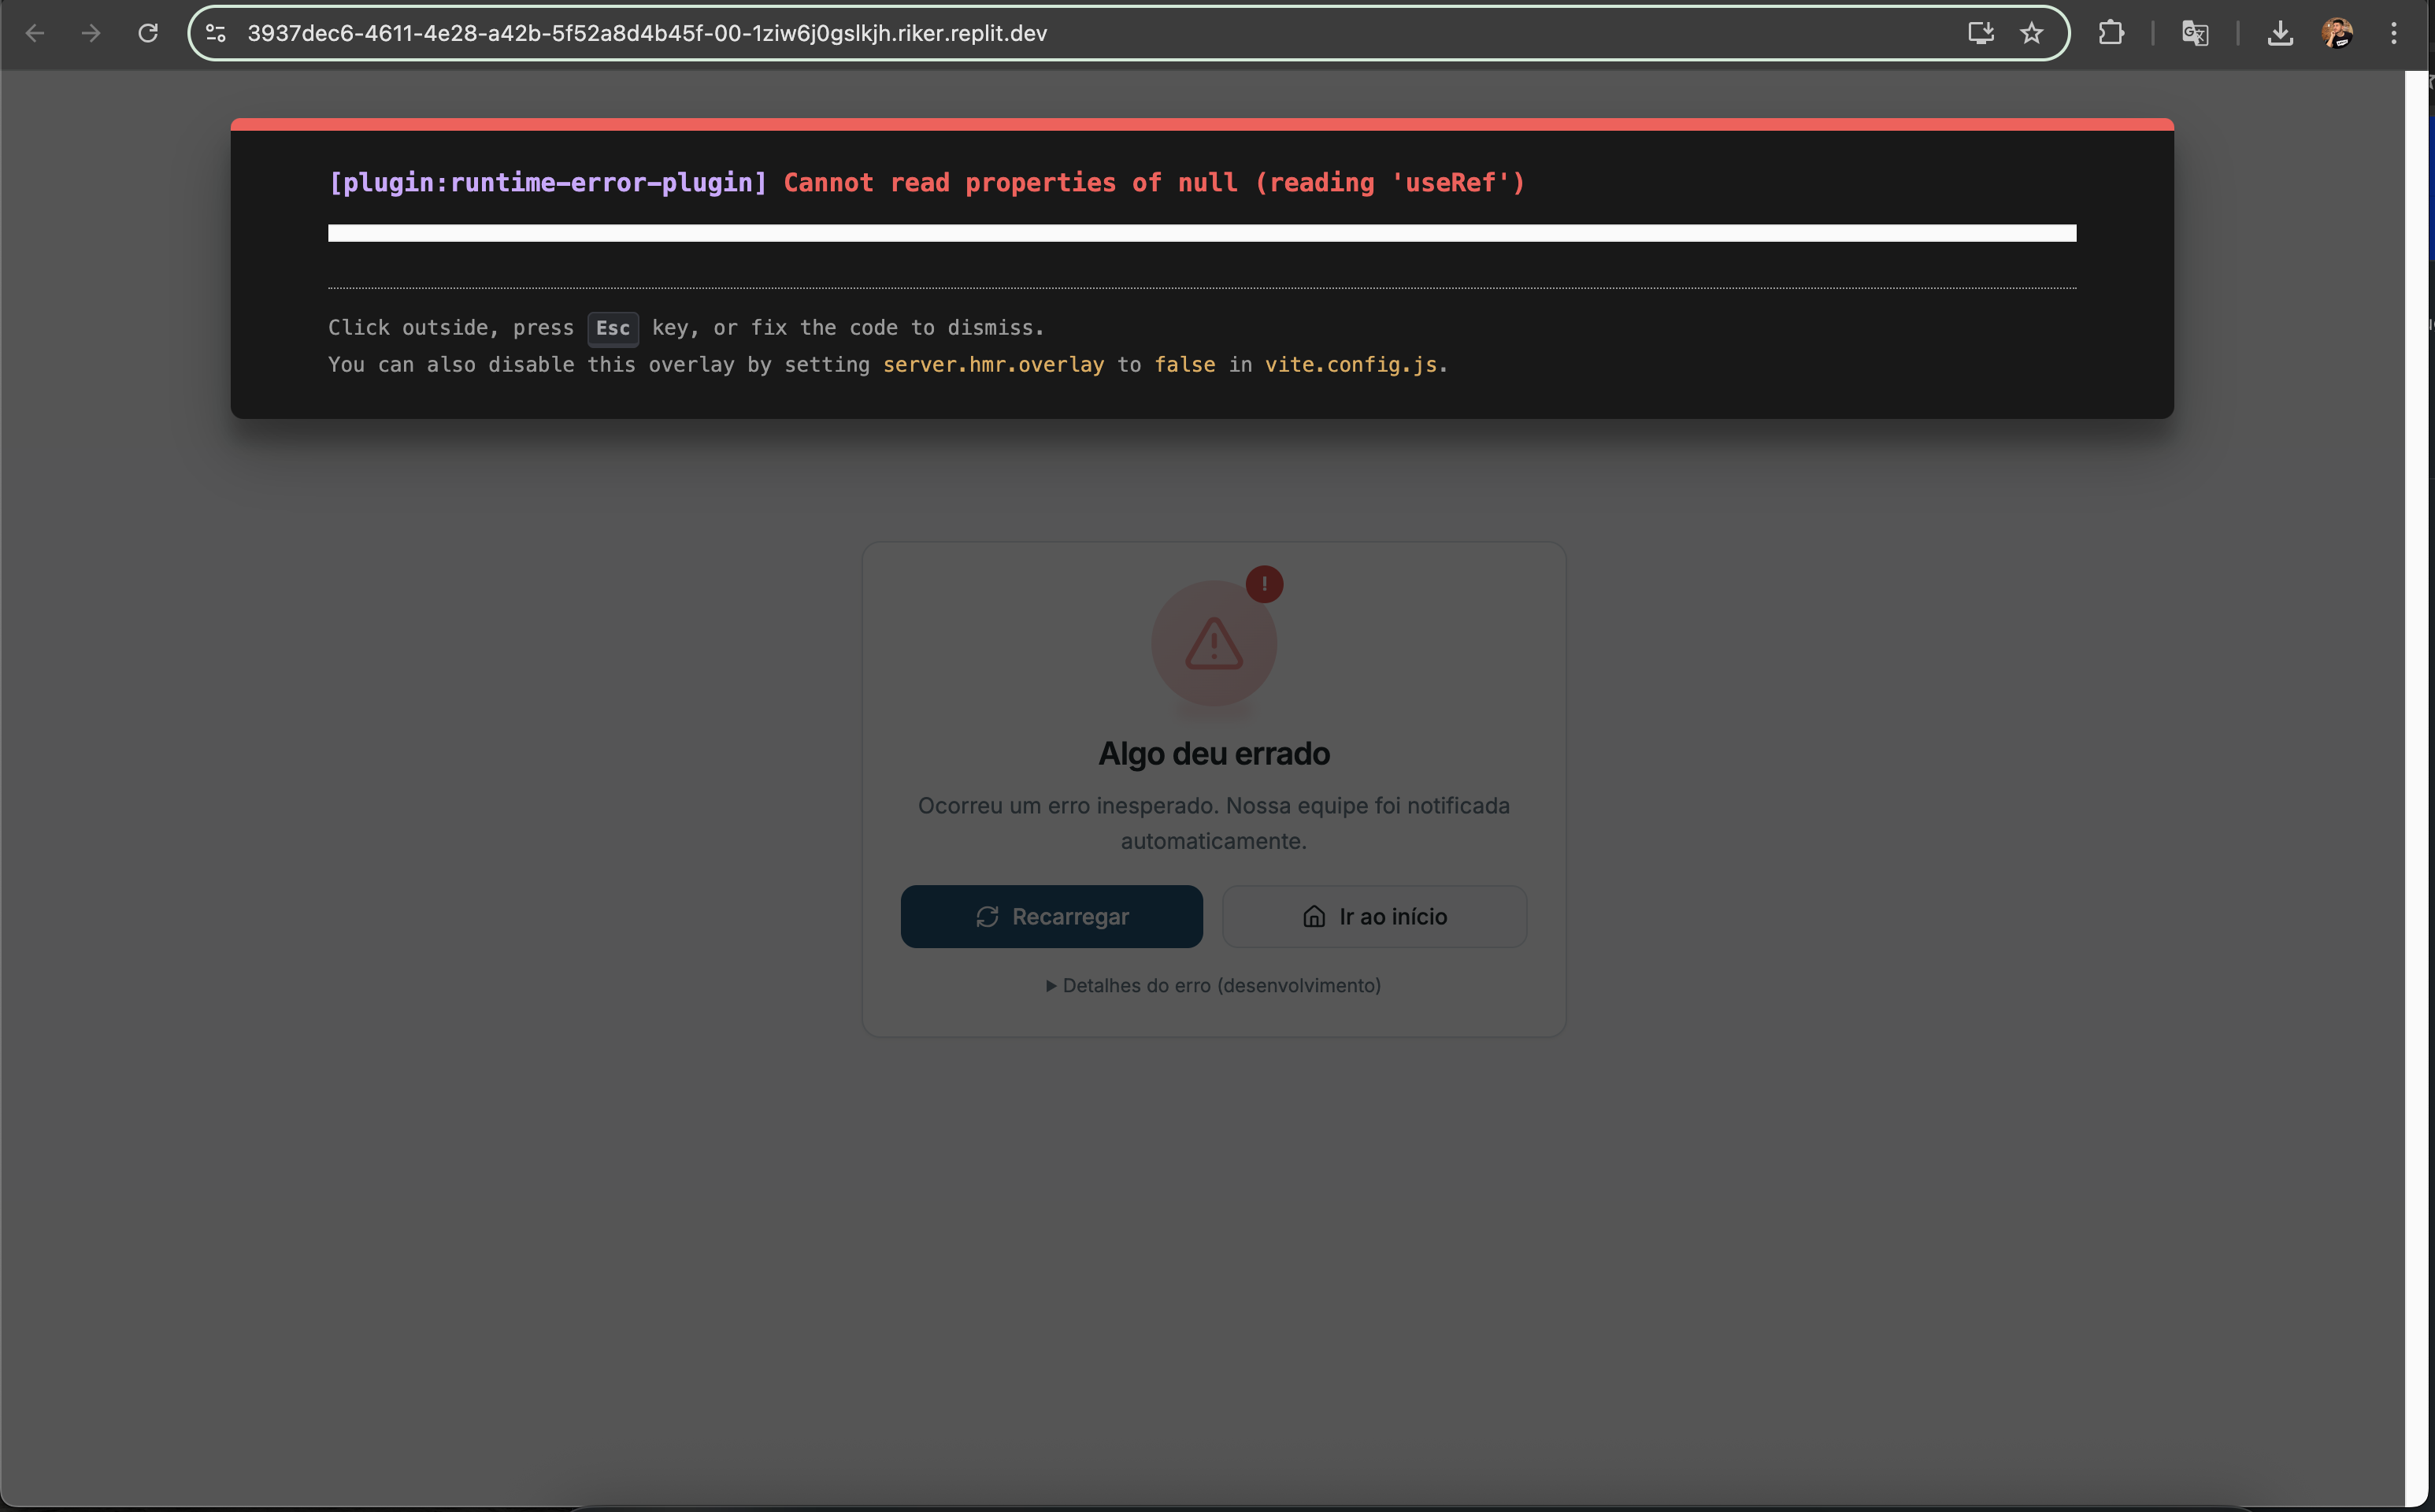 3937dec6-4611-4e28-a42b-5f52a8d4b45f-00-1ziw6j0gslkjh.riker.replit.dev
[plugin:runtime-error-plugin] Cannot read properties of null (reading 'useRef')
Click outside, press Esc key, or fix the code to dismiss.
You can also disable this overlay by setting server.hmr.overlay to false in vite.config.js.
!
Algo deu errado
Ocorreu um erro inesperado. Nossa equipe foi notificada
automaticamente.
Recarregar
Ir ao início
▶ Detalhes do erro (desenvolvimento)